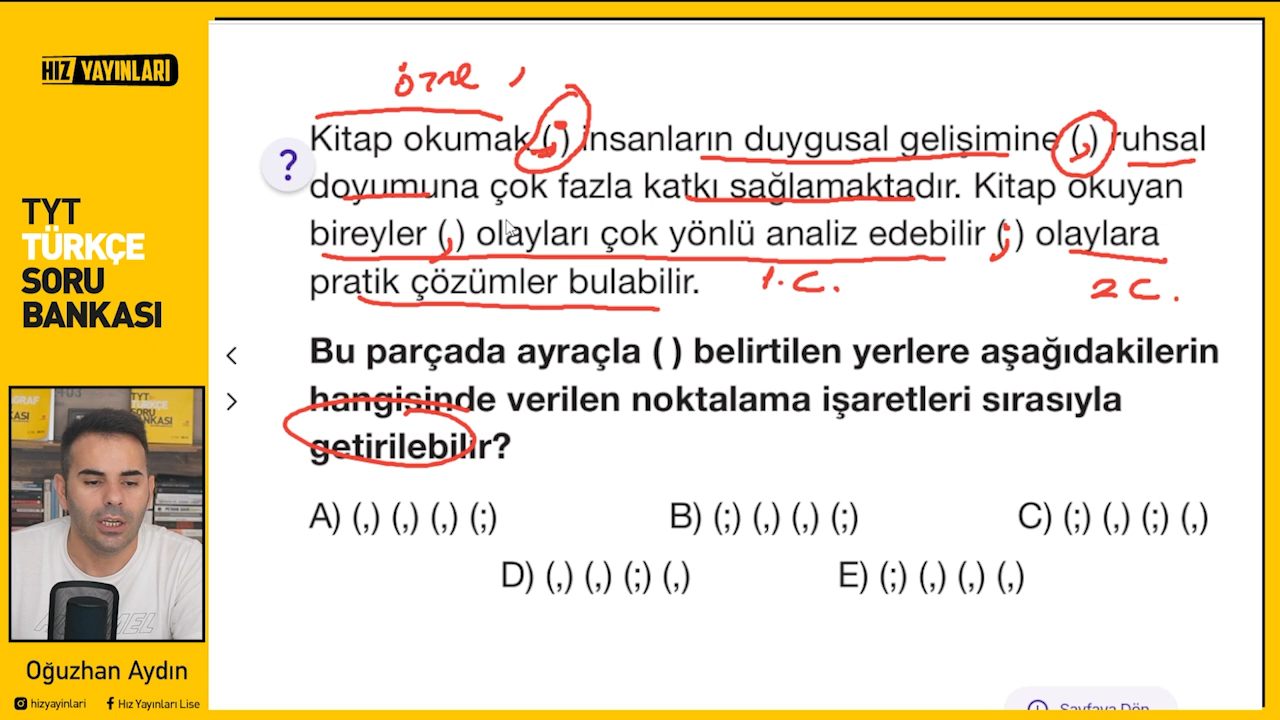 HIZ YAYINLARI
TYT
TÜRKÇE
SORU
BANKASI
Oğuzhan Aydın
hizyayinlari
Hız Yayınları Lise
özne ,
?
Kitap okumak (;) insanların duygusal gelişimine (,) ruhsal
doyumuna çok fazla katkı sağlamaktadır. Kitap okuyan
bireyler (,) olayları çok yönlü analiz edebilir (;) olaylara
pratik çözümler bulabilir.
1. C.
2 C.
Bu parçada ayraçla ( ) belirtilen yerlere aşağıdakilerin
hangisinde verilen noktalama işaretleri sırasıyla
getirilebilir?
A) (,) (,) (,) (;)
B) (;) (,) (,) (;)
C) (;) (,) (;) (,)
D) (,) (,) (;) (,)
E) (;) (,) (,) (,)
Sayfaya Dön